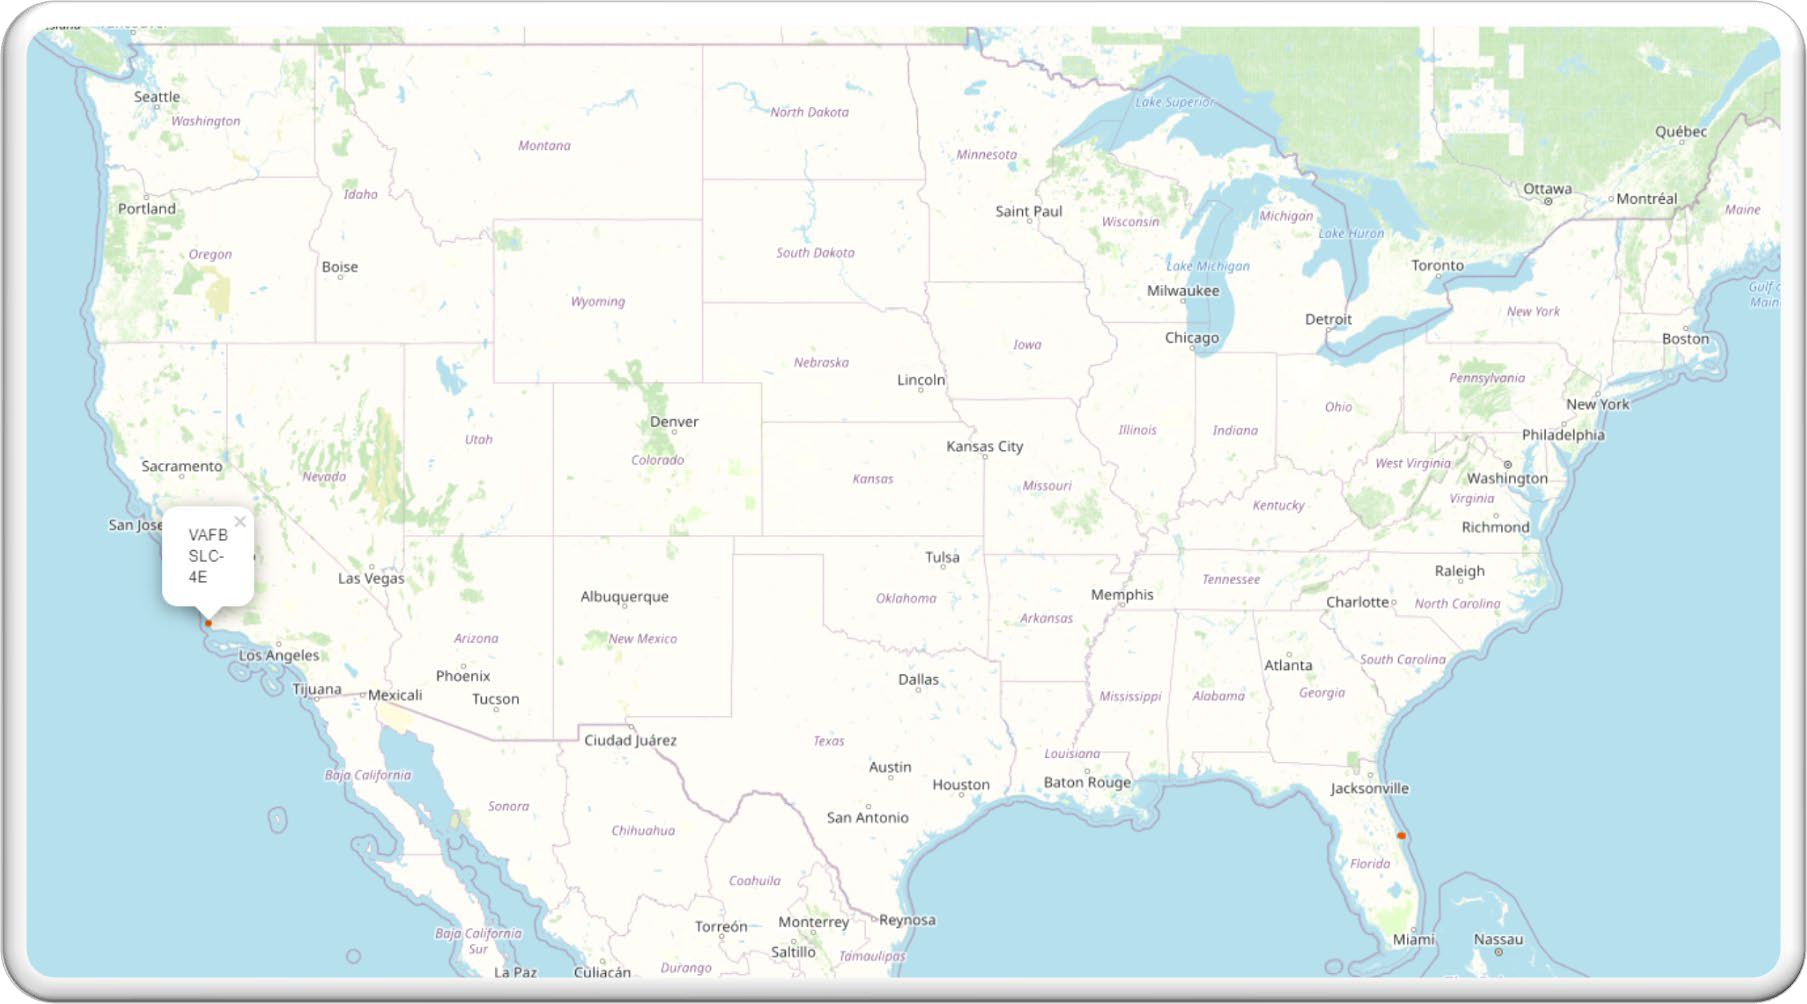 Seattle
Washington
North Dakota
Lake Superior
Québec
Montana
Minnesota
Idaho
Portland
Saint Paul
Ottawa
Montréal
Wisconsin
Michigan
Maine
Oregon
South Dakota
Lake Huron
Boise
Lake Michigan
Toronto
Wyoming
Milwaukee
New York
Detroit
Chicago
Boston
Iowa
Nebraska
Lincoln
Pennsylvania
New York
Ohio
Denver
Utah
Illinois
Indiana
Philadelphia
Kansas City
Colorado
Sacramento
Nevada
Kansas
Missouri
West Virginia
Washington
Virginia
Kentucky
Richmond
San Jose
×
VAFB
SLC-
4E
Tulsa
Las Vegas
Raleigh
Tennessee
Albuquerque
Oklahoma
Memphis
Charlotte
North Carolina
Arkansas
Arizona
New Mexico
Los Angeles
Phoenix
Dallas
Atlanta
South Carolina
Tijuana
Mexicali
Tucson
Mississippi
Alabama
Georgia
Ciudad Juárez
Texas
Louisiana
Baja California
Austin
Houston
Baton Rouge
Jacksonville
Sonora
San Antonio
Chihuahua
Florida
Coahuila
Torreón
Monterrey
Reynosa
Baja California
Sur
Miami
Nassau
Saltillo
Tamaulipas
Durango
La Paz
Culiacán